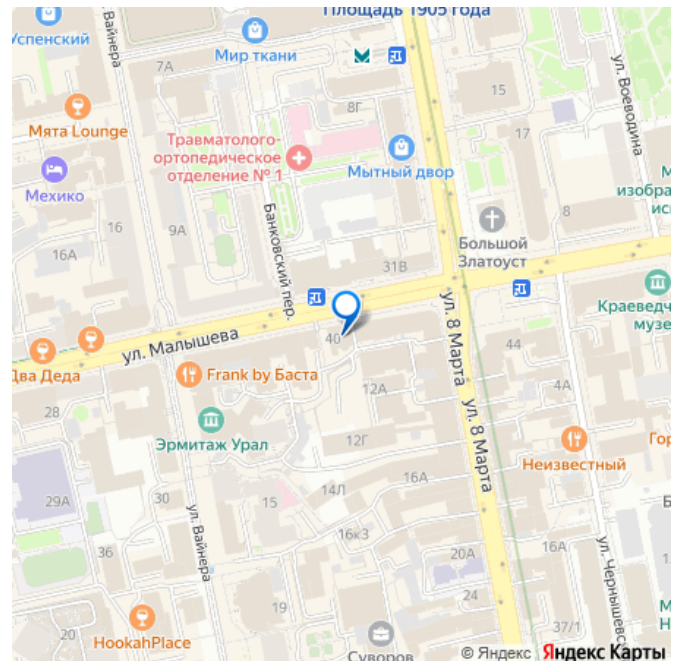 Площадь 1905 года
Успенский
ул. Вайнера
Мир ткани
7А
15
ул. Воеводина
8Г
Мята Lounge
Травматолого-
ортопедическое
отделение № 1
17
Мытный двор
Мехико
16
9А
Банковский пер.
16А
Большой
Златоуст
8
31В
Краеведч
музе
ул. 8 Марта
ул. Малышева
40
44
Два Деда
Frank by Баста
12А
4А
28
Эрмитаж Урал
12Г
ул. 8 Марта
Неизвестный
Гор
29А
30
15
14Л
16А
ул. Вайнера
16к3
20А
16А
36
ул. Чернышевс
24
19
20
HookahPlace
Суворов
37/1
© Яндекс Яндекс Карты